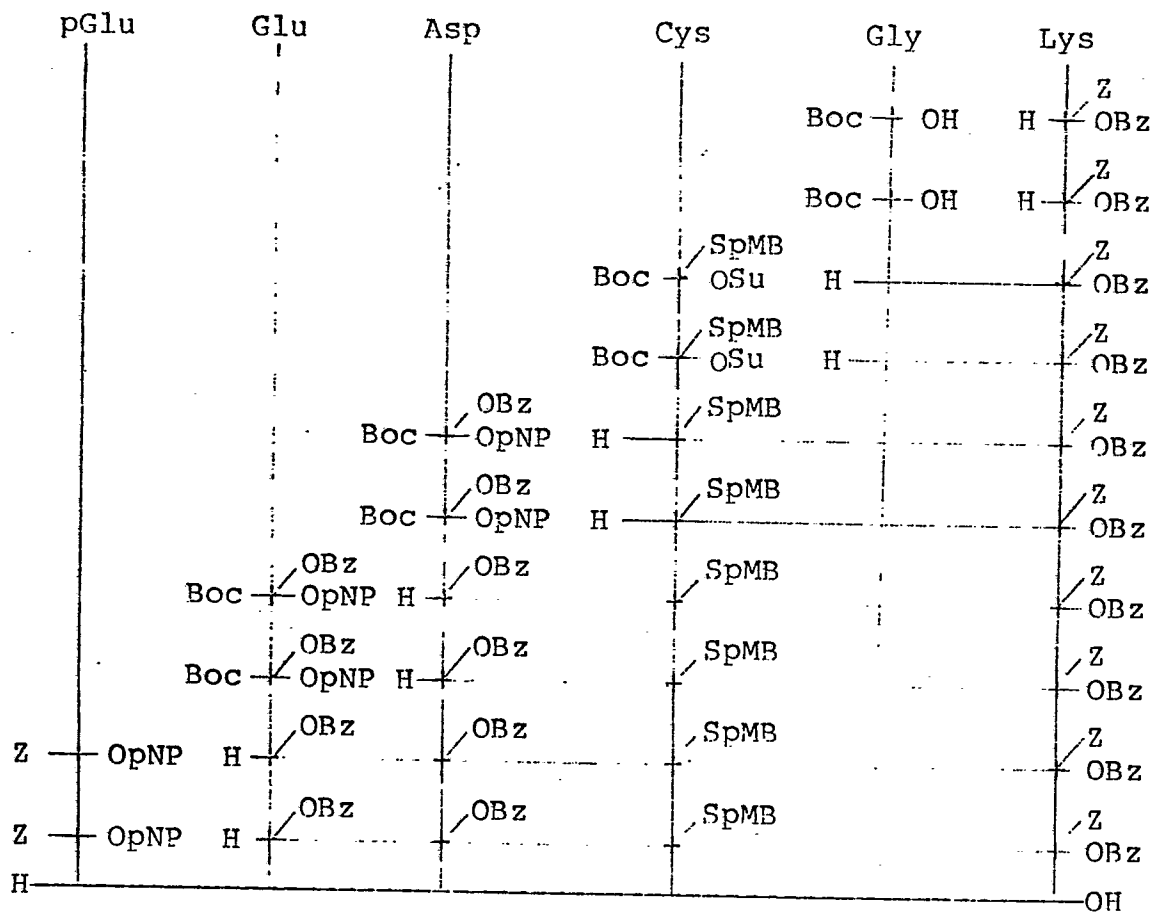 pGlu Glu Asp Cys Gly Lys
Z
Boc OH H OBz
Z
Boc OH H OBz
SpMB Z
Boc OSu H OBz
SpMB Z
Boc OSu H OBz
OBz SpMB Z
Boc OpNP H OBz
OBz SpMB Z
Boc OpNP H OBz
OBz OBz SpMB Z
Boc OpNP H OBz
OBz OBz SpMB Z
Boc OpNP H OBz
OBz OBz SpMB Z
Z OpNP H OBz
OBz OBz SpMB Z
Z OpNP H OBz
H OH